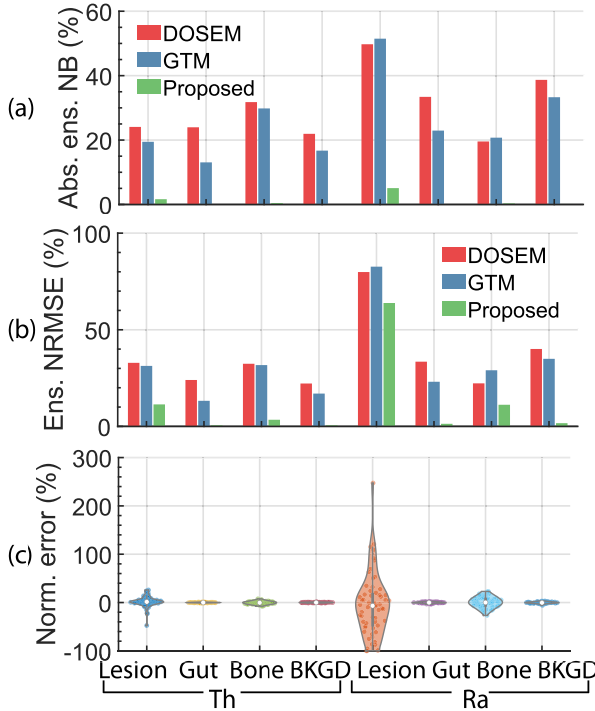 (a)
Abs. ens. NB (%)
60
40
20
0
DOSEM
GTM
Proposed
(b)
Ens. NRMSE (%)
100
50
0
DOSEM
GTM
Proposed
(c)
Norm. error (%)
300
200
100
0
-100
Lesion Gut Bone BKGD Lesion Gut Bone BKGD
Th Ra